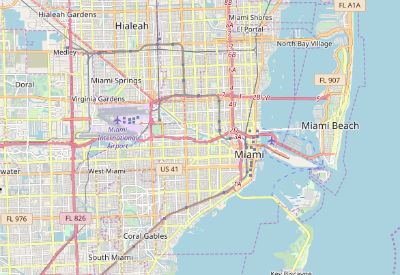 FL A1A
Hialeah Gardens
Miami Shores
Hialeah
El Portal
North Bay Village
Medley
Miami Springs
FL 907
Doral
Virginia Gardens
Miami
International
Airport
Miami Beach
Miami
US 41
West Miami
FL 976
FL 826
Coral Gables
South Miami
Key Biscayne